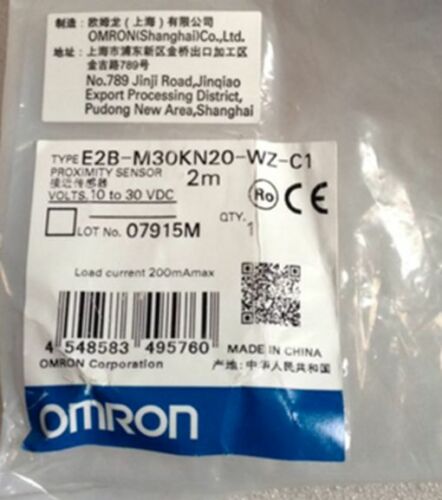 制造：欧姆龙（上海）有限公司
OMRON(Shanghai)Co.,Ltd.
地址：上海市浦东新区金桥出口加工区
金吉路789号
No.789 Jinji Road,Jinqiao
Export Processing District,
Pudong New Area,Shanghai
TYPE E2B-M30KN20-WZ-C1
PROXIMITY SENSOR 2m
接近传感器
VOLTS. 10 to 30 VDC
QTY. 1
LOT No. 07915M
Ro CE
Load current 200mAmax
4 548583 495760
MADE IN CHINA
OMRON Corporation
产地：中华人民共和国
OMRON